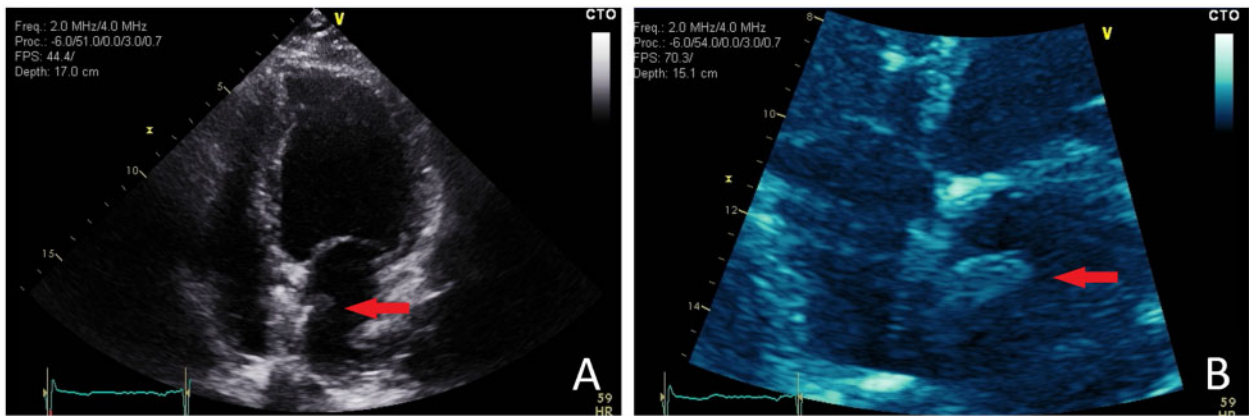 CTO
V
Freq.: 2.0 MHz/4.0 MHz
Proc.: -6.0/51.0/0.0/3.0/0.7
FPS: 44.4/
Depth: 17.0 cm
5
10
15
A
59
HR
CTO
V
Freq.: 2.0 MHz/4.0 MHz
Proc.: -6.0/54.0/0.0/3.0/0.7
FPS: 70.3/
Depth: 15.1 cm
8
10
12
14
B
59
HR